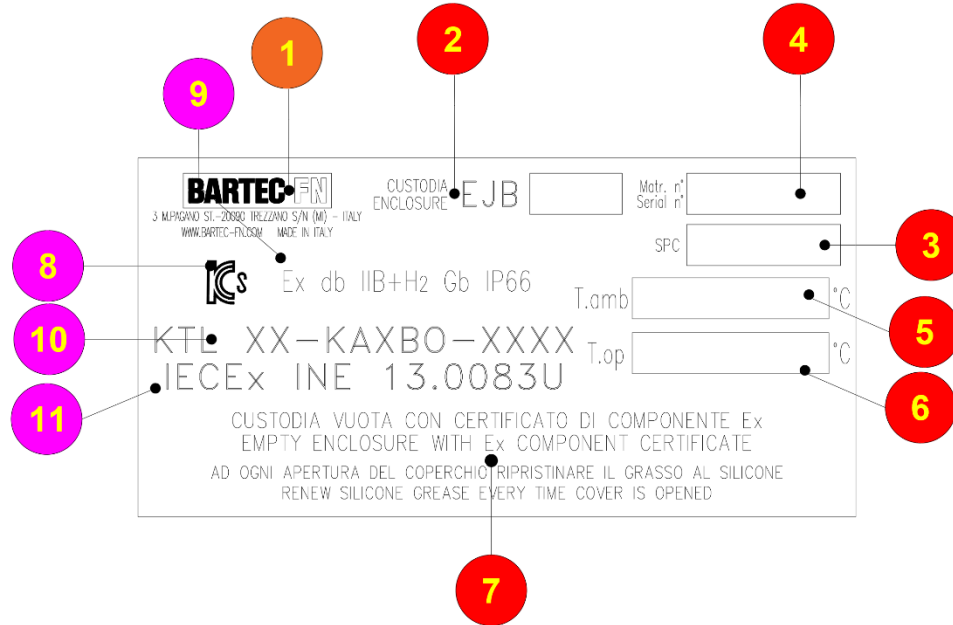 1
2
4
9
BARTEC FN
CUSTODIA
ENCLOSURE
EJB
Matr. n°
Serial n°
3 M.PAGANO ST.-20090 TREZZANO S/N (MI) - ITALY
WWW.BARTEC-FN.COM MADE IN ITALY
SPC
3
8
KCs
Ex db IIB+H2 Gb IP66
T.amb
°C
5
10
KTL XX-KAXBO-XXXX
T.op
°C
6
11
IECEx INE 13.0083U
CUSTODIA VUOTA CON CERTIFICATO DI COMPONENTE Ex
EMPTY ENCLOSURE WITH Ex COMPONENT CERTIFICATE
AD OGNI APERTURA DEL COPERCHIO RIPRISTINARE IL GRASSO AL SILICONE
RENEW SILICONE GREASE EVERY TIME COVER IS OPENED
7